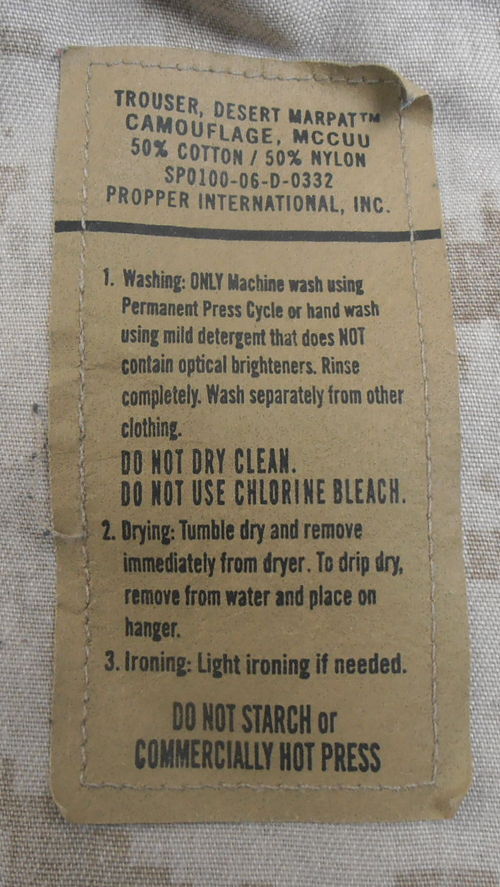 TROUSER, DESERT MARPAT™
CAMOUFLAGE, MCCUU
50% COTTON / 50% NYLON
SP0100-06-D-0332
PROPPER INTERNATIONAL, INC.
1. Washing: ONLY Machine wash using
Permanent Press Cycle or hand wash
using mild detergent that does NOT
contain optical brighteners. Rinse
completely. Wash separately from other
clothing.
DO NOT DRY CLEAN.
DO NOT USE CHLORINE BLEACH.
2. Drying: Tumble dry and remove
immediately from dryer. To drip dry,
remove from water and place on
hanger.
3. Ironing: Light ironing if needed.
DO NOT STARCH or
COMMERCIALLY HOT PRESS